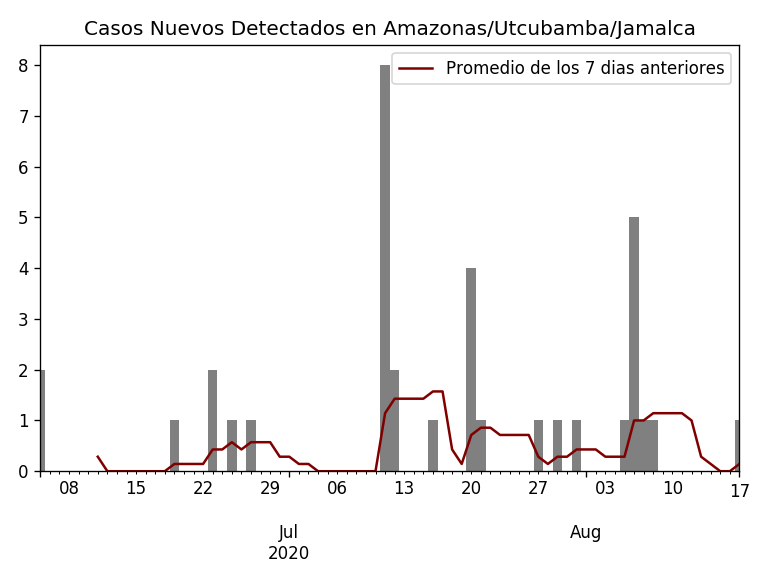 Casos Nuevos Detectados en Amazonas/Utcubamba/Jamalca
Promedio de los 7 dias anteriores
8
7
6
5
4
3
2
1
0
08 15 22 29 06 13 20 27 03 10 17
Jul Aug
2020